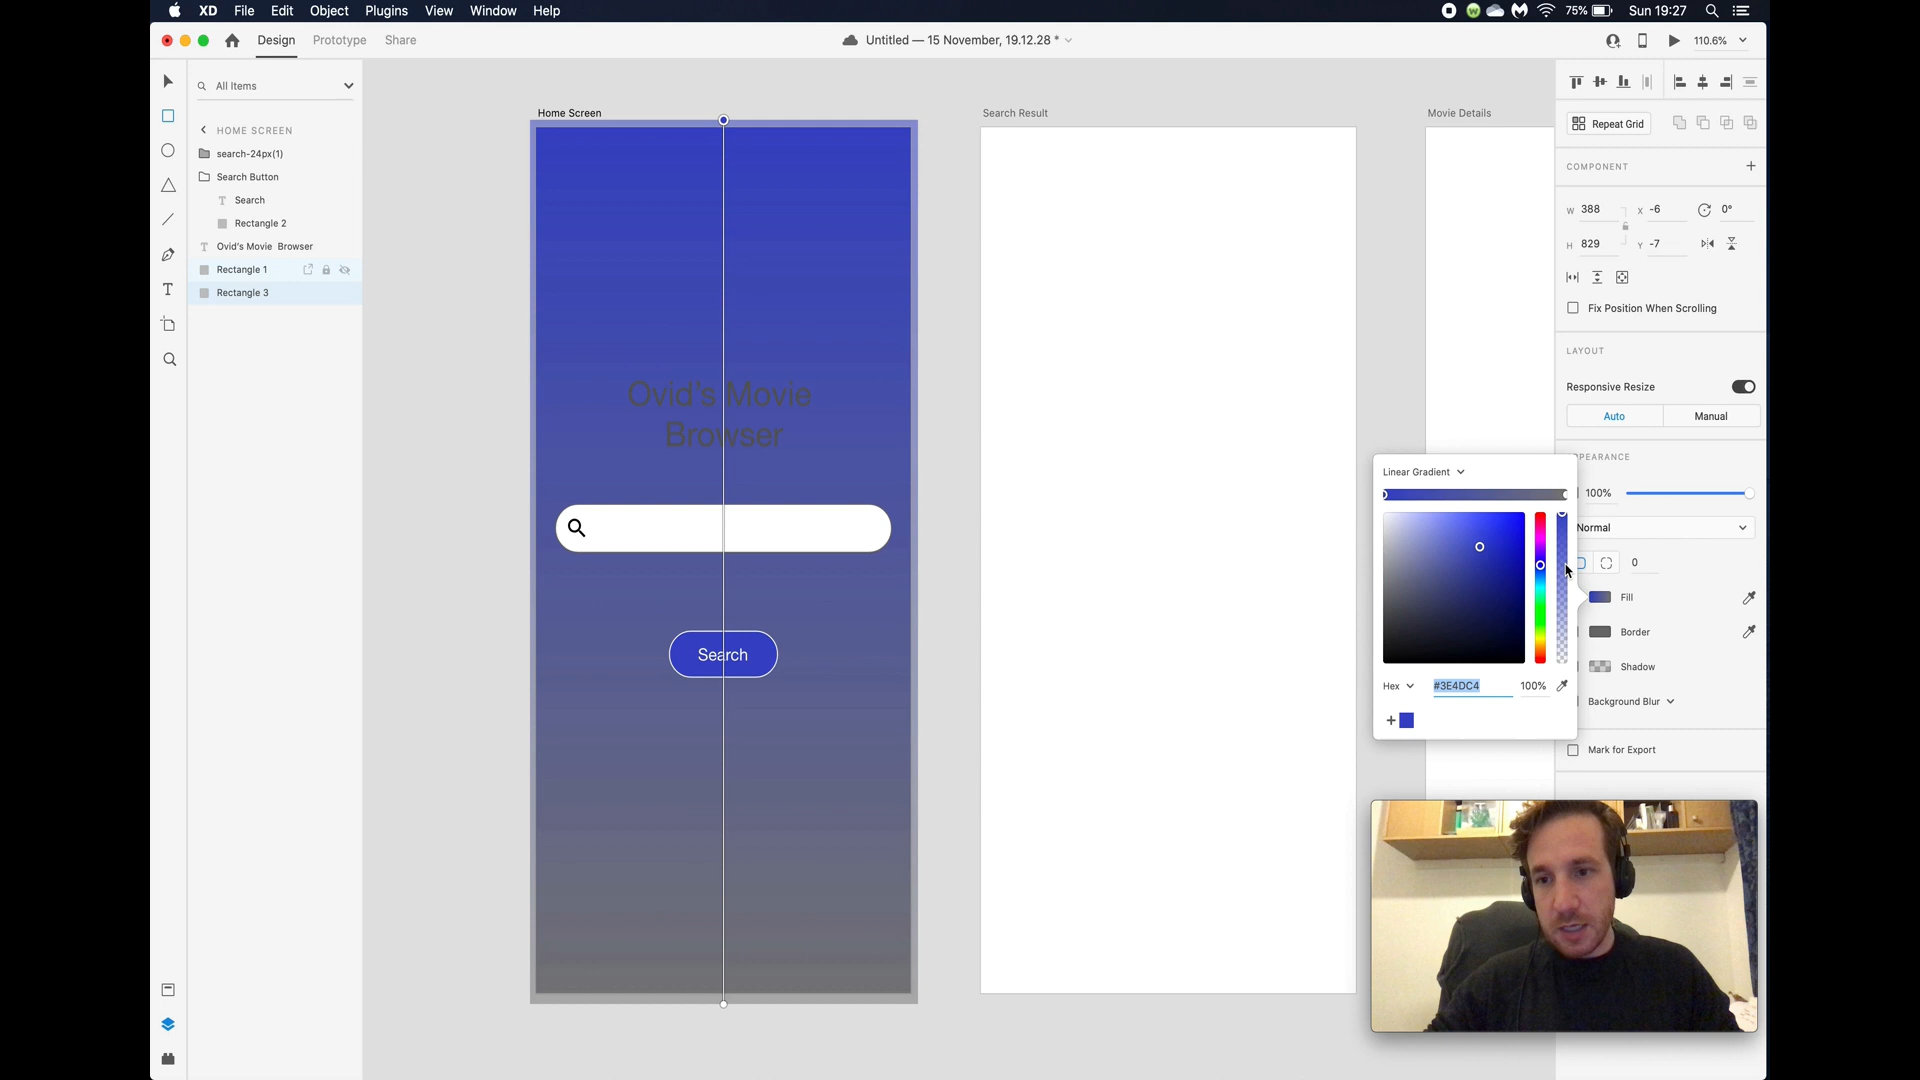 XD File Edit Object Plugins View Window Help
75% Sun 19:27
Design Prototype Share
Untitled — 15 November, 19.12.28 *
110.6%
All Items
HOME SCREEN
search-24px(1)
Search Button
T Search
Rectangle 2
T Ovid's Movie Browser
Rectangle 1
Rectangle 3
Home Screen
Ovid's Movie
Browser
Search
Search Result
Movie Details
Repeat Grid
COMPONENT
W 388 X -6 0°
H 829 Y -7
Fix Position When Scrolling
LAYOUT
Responsive Resize
Auto Manual
PPEARANCE
100%
Normal
0
Fill
Border
Shadow
Background Blur
Mark for Export
Linear Gradient
Hex #3E4DC4 100%